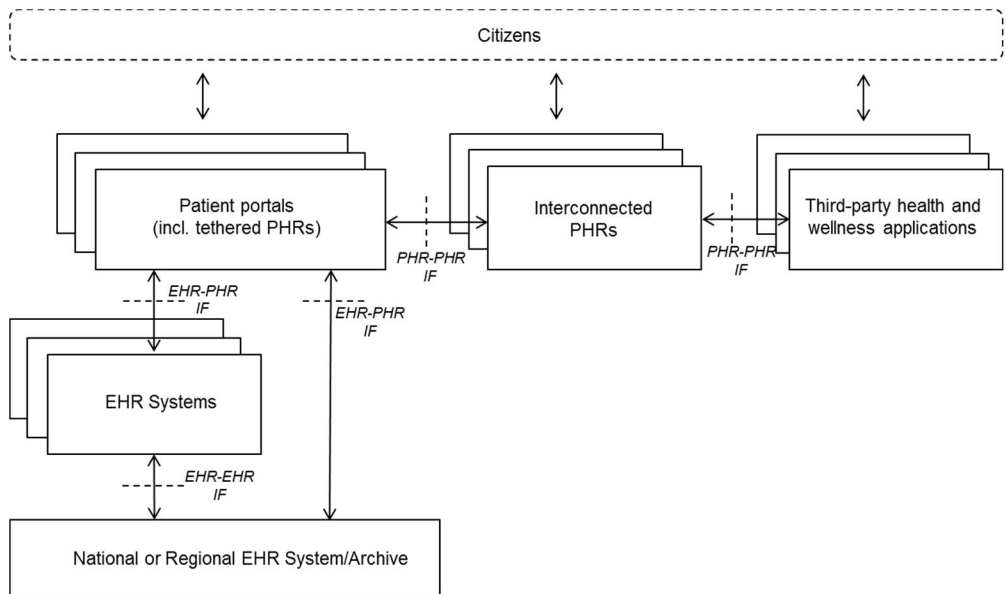 Citizens
Patient portals
(incl. tethered PHRs)
Interconnected
PHRs
Third-party health and
wellness applications
PHR-PHR
IF
PHR-PHR
IF
EHR-PHR
IF
EHR-PHR
IF
EHR Systems
EHR-EHR
IF
National or Regional EHR System/Archive